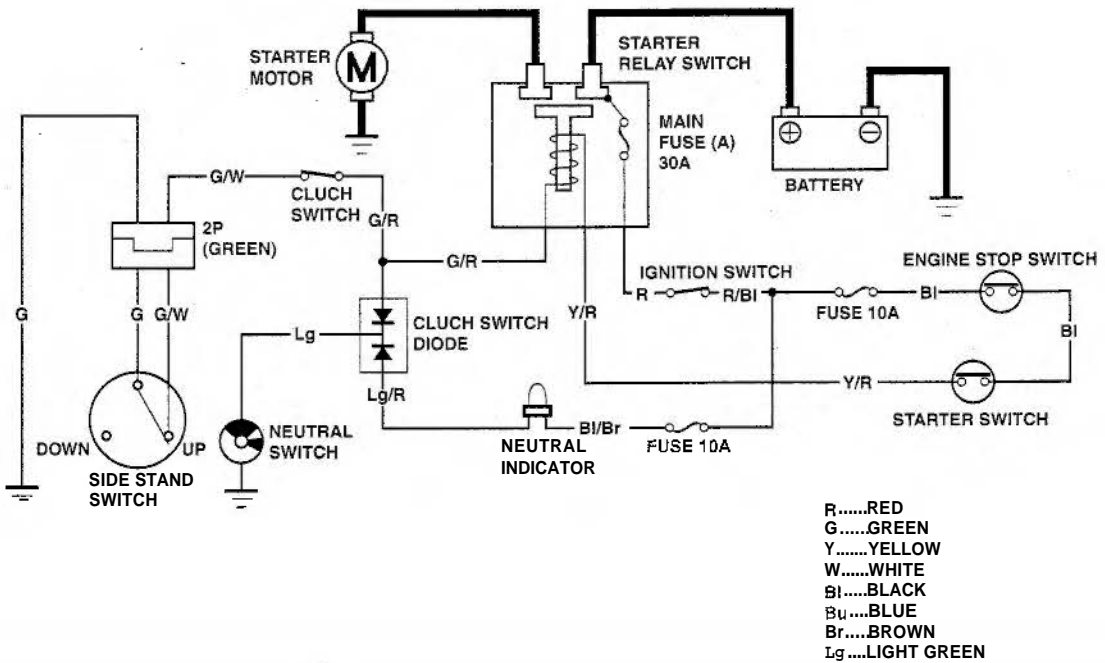 STARTER
MOTOR
M
STARTER
RELAY SWITCH
MAIN
FUSE (A)
30A
BATTERY
G/W
CLUCH
SWITCH
G/R
2P
(GREEN)
G/R
IGNITION SWITCH
R
R/Bl
ENGINE STOP SWITCH
Bl
FUSE 10A
G
G
G/W
Lg
CLUCH SWITCH
DIODE
Y/R
Bl
Lg/R
Y/R
STARTER SWITCH
DOWN
UP
SIDE STAND
SWITCH
NEUTRAL
SWITCH
NEUTRAL
INDICATOR
Bl/Br
FUSE 10A
R......RED
G......GREEN
Y.......YELLOW
W......WHITE
Bl.....BLACK
Bu....BLUE
Br.....BROWN
Lg....LIGHT GREEN